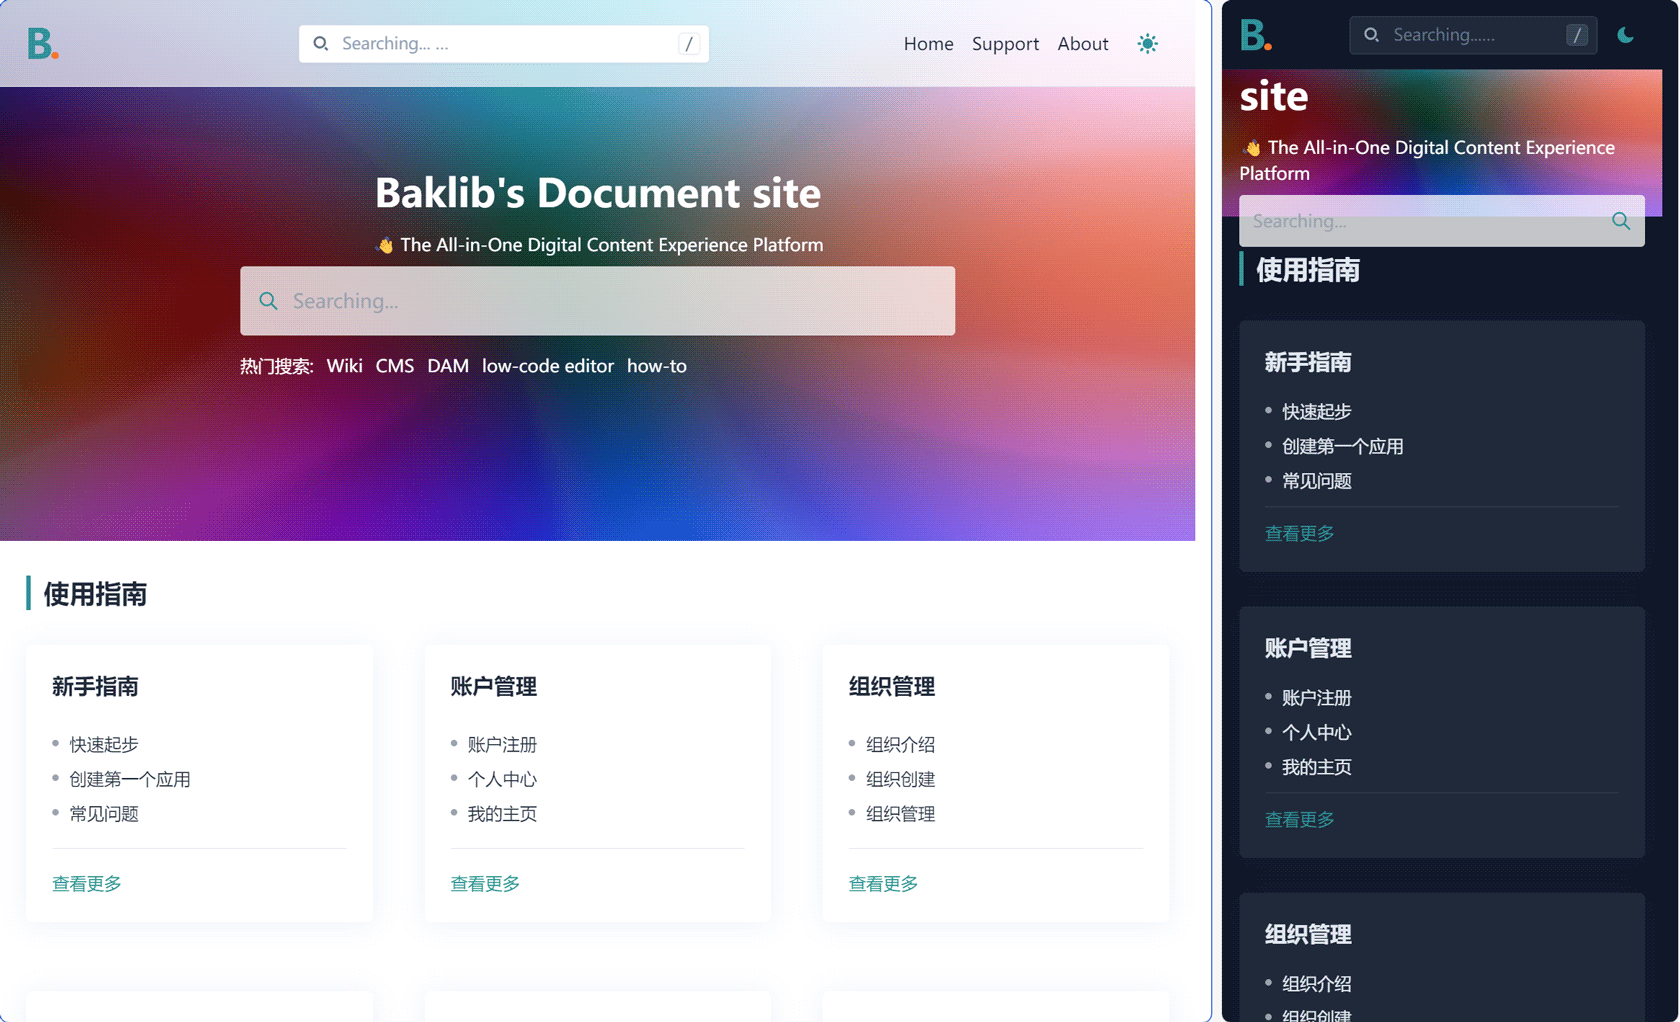 B.
Searching... ...
/
Home Support About
Baklib's Document site
👋 The All-in-One Digital Content Experience Platform
Searching...
热门搜索: Wiki CMS DAM low-code editor how-to
使用指南
新手指南
快速起步
创建第一个应用
常见问题
查看更多
账户管理
账户注册
个人中心
我的主页
查看更多
组织管理
组织介绍
组织创建
组织管理
查看更多
B.
Searching......
/
site
👋 The All-in-One Digital Content Experience
Platform
Searching...
使用指南
新手指南
快速起步
创建第一个应用
常见问题
查看更多
账户管理
账户注册
个人中心
我的主页
查看更多
组织管理
组织介绍
组织创建